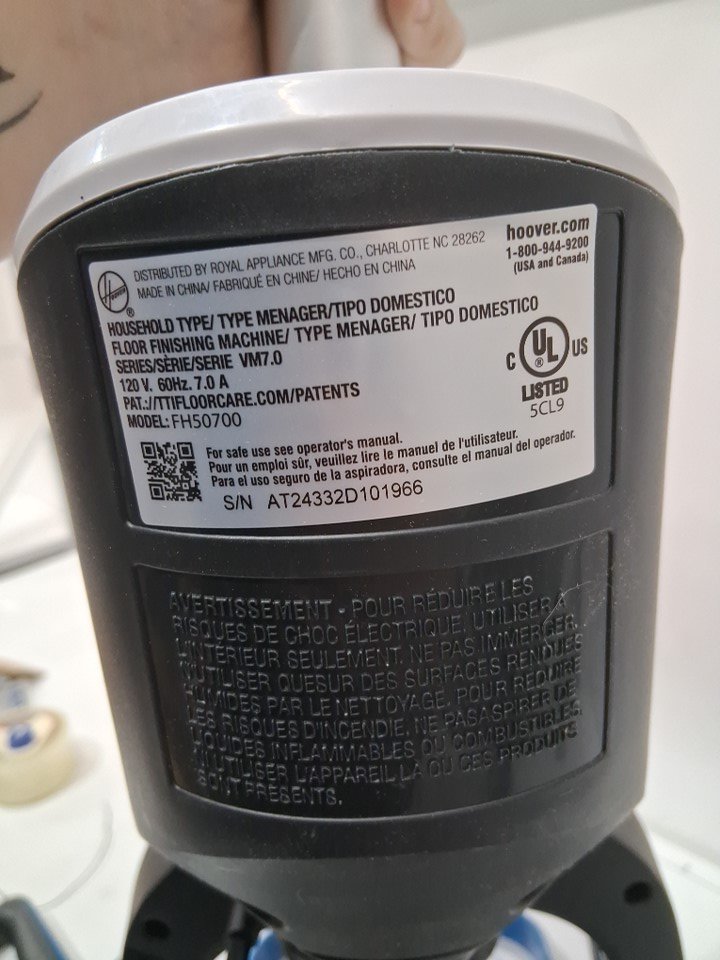 HOOVER
®
DISTRIBUTED BY ROYAL APPLIANCE MFG. CO., CHARLOTTE NC 28262
MADE IN CHINA/ FABRIQUÉ EN CHINE/ HECHO EN CHINA
hoover.com
1-800-944-9200
(USA and Canada)
HOUSEHOLD TYPE/ TYPE MENAGER/TIPO DOMESTICO
FLOOR FINISHING MACHINE/ TYPE MENAGER/ TIPO DOMESTICO
SERIES/SÈRIE/SERIE VM7.0
120 V. 60Hz. 7.0 A
PAT.://TTIFLOORCARE.COM/PATENTS
MODEL: FH50700
C UL US
®
LISTED
5CL9
For safe use see operator's manual.
Pour un emploi sûr, veuillez lire le manuel de l'utilisateur.
Para el uso seguro de la aspiradora, consulte el manual del operador.
S/N AT24332D101966
AVERTISSEMENT - POUR RÉDUIRE LES
RISQUES DE CHOC ÉLECTRIQUE, UTILISER À
L'INTÉRIEUR SEULEMENT. NE PAS IMMERGER.
N'UTILISER QUESUR DES SURFACES RENDUES
HUMIDES PAR LE NETTOYAGE. POUR RÉDUIRE
LES RISQUES D'INCENDIE, NE PASASPIRER DE
LIQUIDES INFLAMMABLES OU COMBUSTIBLES.
N'UTILISER L'APPAREIL LÀ OÙ CES PRODUITS
SONT PRÉSENTS.